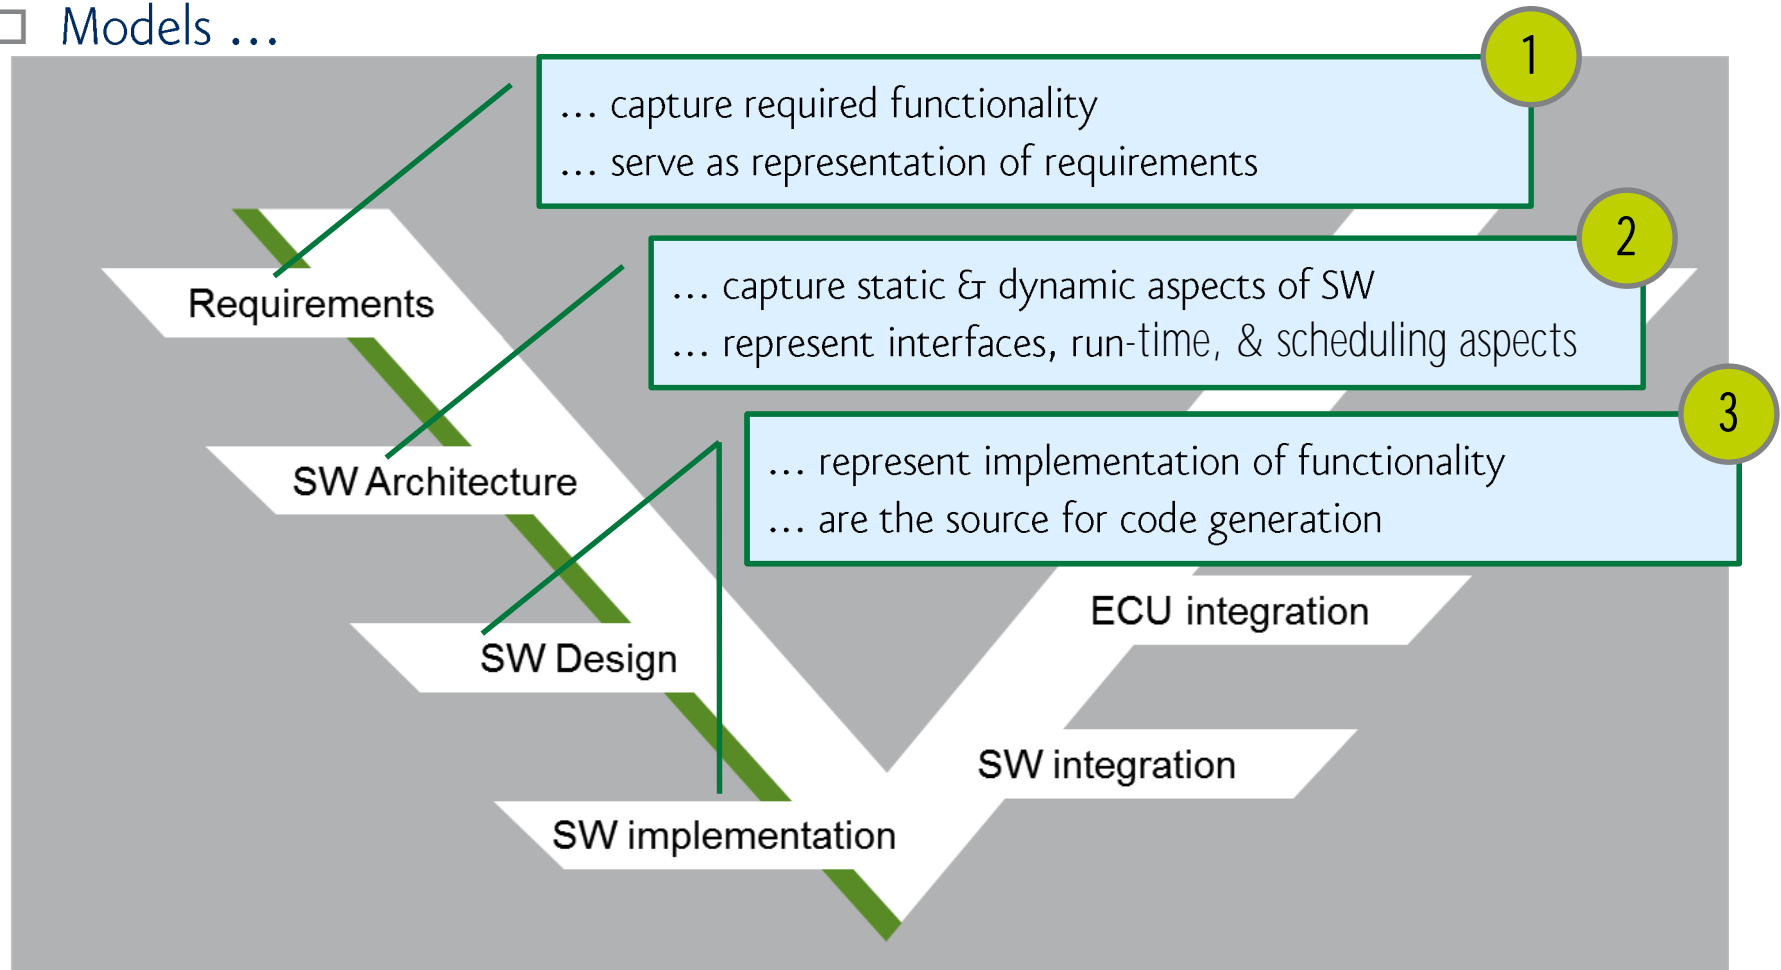 Models ...
1
... capture required functionality
... serve as representation of requirements
2
... capture static & dynamic aspects of SW
... represent interfaces, run-time, & scheduling aspects
3
... represent implementation of functionality
... are the source for code generation
Requirements
SW Architecture
SW Design
SW implementation
ECU integration
SW integration